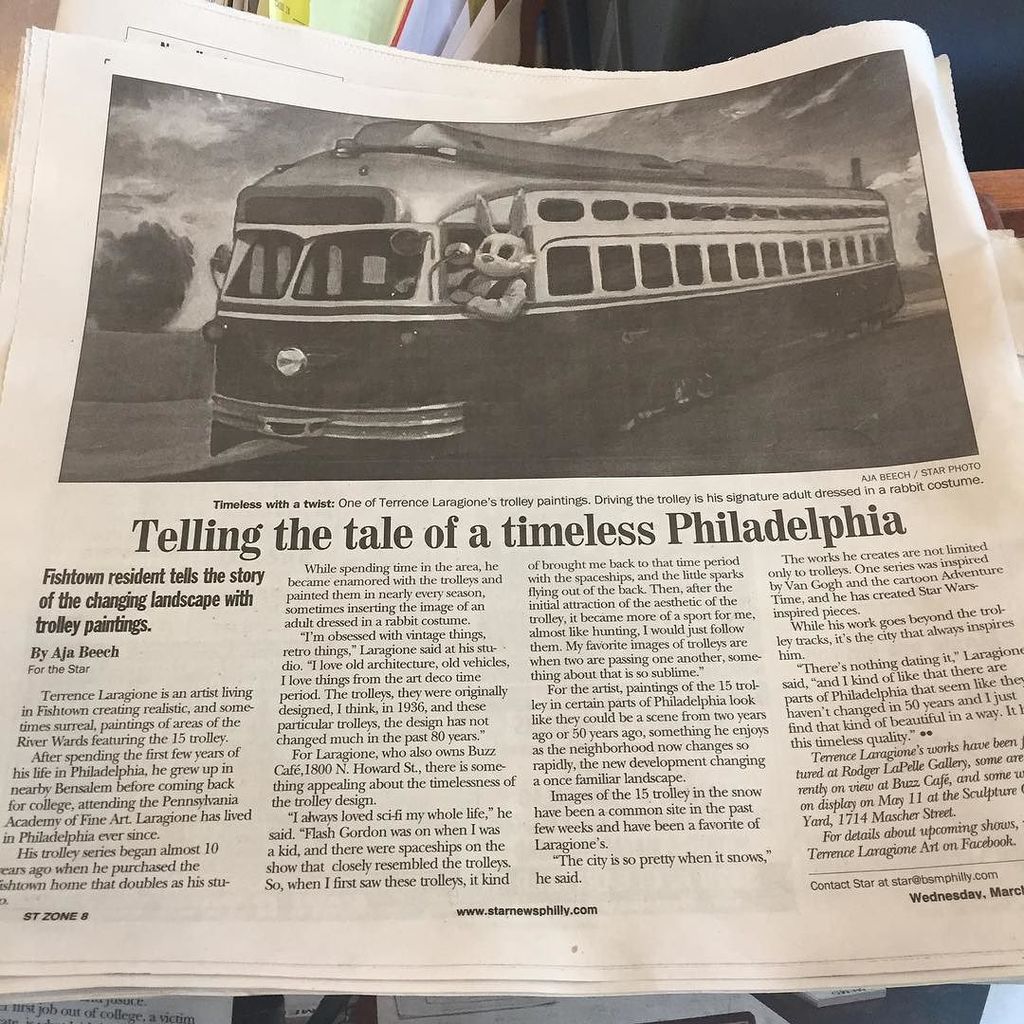 AJA BEECH / STAR PHOTO
Timeless with a twist: One of Terrence Laragione's trolley paintings. Driving the trolley is his signature adult dressed in a rabbit costume.
Telling the tale of a timeless Philadelphia
Fishtown resident tells the story
of the changing landscape with
trolley paintings.
By Aja Beech
For the Star
Terrence Laragione is an artist living
in Fishtown creating realistic, and some-
times surreal, paintings of areas of the
River Wards featuring the 15 trolley.
After spending the first few years of
his life in Philadelphia, he grew up in
nearby Bensalem before coming back
for college, attending the Pennsylvania
Academy of Fine Art. Laragione has lived
in Philadelphia ever since.
His trolley series began almost 10
ears ago when he purchased the
ishtown home that doubles as his stu-
o.
While spending time in the area, he
became enamored with the trolleys and
painted them in nearly every season,
sometimes inserting the image of an
adult dressed in a rabbit costume.
"I'm obsessed with vintage things,
retro things," Laragione said at his stu-
dio. "I love old architecture, old vehicles,
I love things from the art deco time
period. The trolleys, they were originally
designed, I think, in 1936, and these
particular trolleys, the design has not
changed much in the past 80 years."
For Laragione, who also owns Buzz
Café,1800 N. Howard St., there is some-
thing appealing about the timelessness of
the trolley design.
"I always loved sci-fi my whole life," he
said. "Flash Gordon was on when I was
a kid, and there were spaceships on the
show that closely resembled the trolleys.
So, when I first saw these trolleys, it kind
of brought me back to that time period
with the spaceships, and the little sparks
flying out of the back. Then, after the
initial attraction of the aesthetic of the
trolley, it became more of a sport for me,
almost like hunting, I would just follow
them. My favorite images of trolleys are
when two are passing one another, some-
thing about that is so sublime."
For the artist, paintings of the 15 trol-
ley in certain parts of Philadelphia look
like they could be a scene from two years
ago or 50 years ago, something he enjoys
as the neighborhood now changes so
rapidly, the new development changing
a once familiar landscape.
Images of the 15 trolley in the snow
have been a common site in the past
few weeks and have been a favorite of
Laragione's.
"The city is so pretty when it snows,"
he said.
The works he creates are not limited
only to trolleys. One series was inspired
by Van Gogh and the cartoon Adventure
Time, and he has created Star Wars-
inspired pieces.
While his work goes beyond the trol-
ley tracks, it's the city that always inspires
him.
"There's nothing dating it," Laragione
said, "and I kind of like that there are
parts of Philadelphia that seem like they
haven't changed in 50 years and I just
find that kind of beautiful in a way. It h
this timeless quality." ••
Terrence Laragione's works have been f
tured at Rodger LaPelle Gallery, some are
rently on view at Buzz Café, and some w
on display on May 11 at the Sculpture
Yard, 1714 Mascher Street.
For details about upcoming shows,
Terrence Laragione Art on Facebook.
Contact Star at star@bsmphilly.com
Wednesday, March
ST ZONE 8
www.starnewsphilly.com
first job out of college, a victim